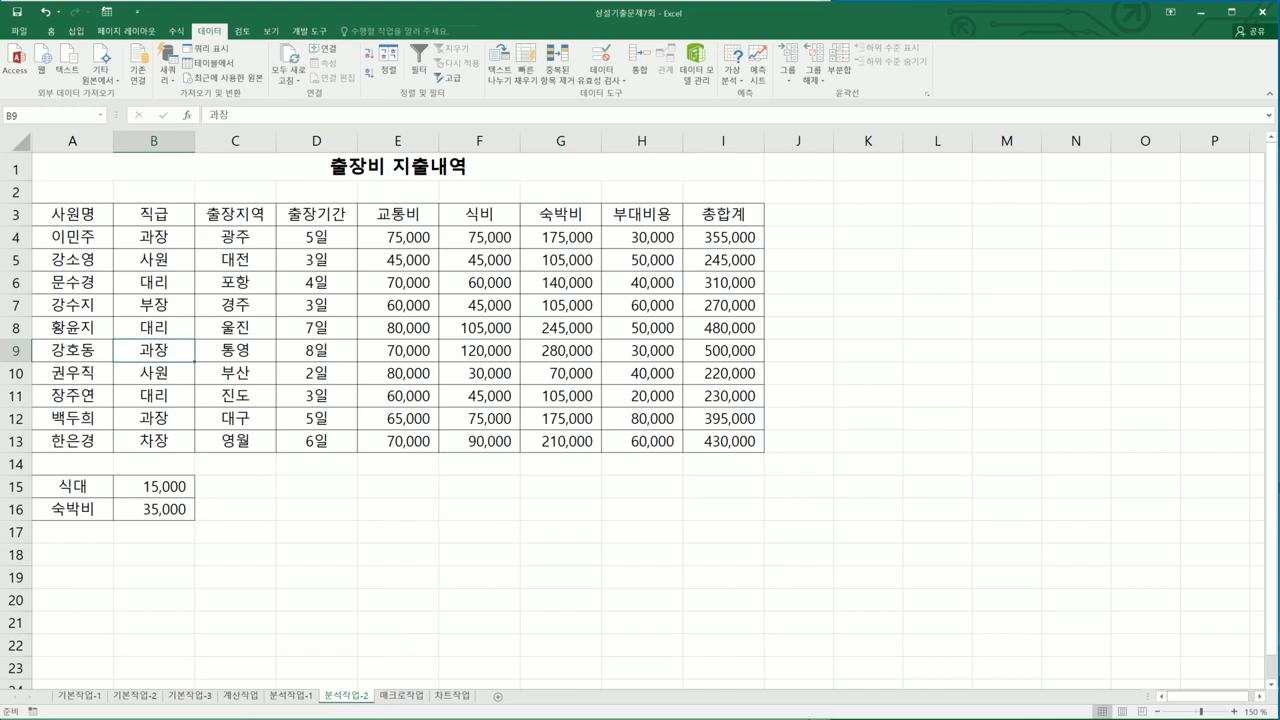 상설기출문제7회 - Excel
파일 홈 삽입 페이지 레이아웃 수식 데이터 검토 보기 개발 도구 수행할 작업을 알려 주세요. 공유
Access 웹 텍스트 기타 원본에서 기존 연결 외부 데이터 가져오기
새 쿼리 쿼리 표시 테이블에서 최근에 사용한 원본 가져오기 및 변환
모두 새로 고침 연결 속성 연결 편집 연결
정렬 필터 지우기 다시 적용 고급 정렬 및 필터
텍스트 나누기 빠른 채우기 중복된 항목 제거 데이터 유효성 검사 통합 관계 데이터 모델 관리 데이터 도구
가상 분석 예측 시트 예측
그룹 그룹 해제 부분합 하위 수준 표시 하위 수준 숨기기 윤곽선
B9 fx 과장
A B C D E F G H I J K L M N O P
1 출장비 지출내역
2
3 사원명 직급 출장지역 출장기간 교통비 식비 숙박비 부대비용 총합계
4 이민주 과장 광주 5일 75,000 75,000 175,000 30,000 355,000
5 강소영 사원 대전 3일 45,000 45,000 105,000 50,000 245,000
6 문수경 대리 포항 4일 70,000 60,000 140,000 40,000 310,000
7 강수지 부장 경주 3일 60,000 45,000 105,000 60,000 270,000
8 황윤지 대리 울진 7일 80,000 105,000 245,000 50,000 480,000
9 강호동 과장 통영 8일 70,000 120,000 280,000 30,000 500,000
10 권우직 사원 부산 2일 80,000 30,000 70,000 40,000 220,000
11 장주연 대리 진도 3일 60,000 45,000 105,000 20,000 230,000
12 백두희 과장 대구 5일 65,000 75,000 175,000 80,000 395,000
13 한은경 차장 영월 6일 70,000 90,000 210,000 60,000 430,000
14
15 식대 15,000
16 숙박비 35,000
17
18
19
20
21
22
23
기본작업-1 기본작업-2 기본작업-3 계산작업 분석작업-1 분석작업-2 매크로작업 차트작업
준비 150 %